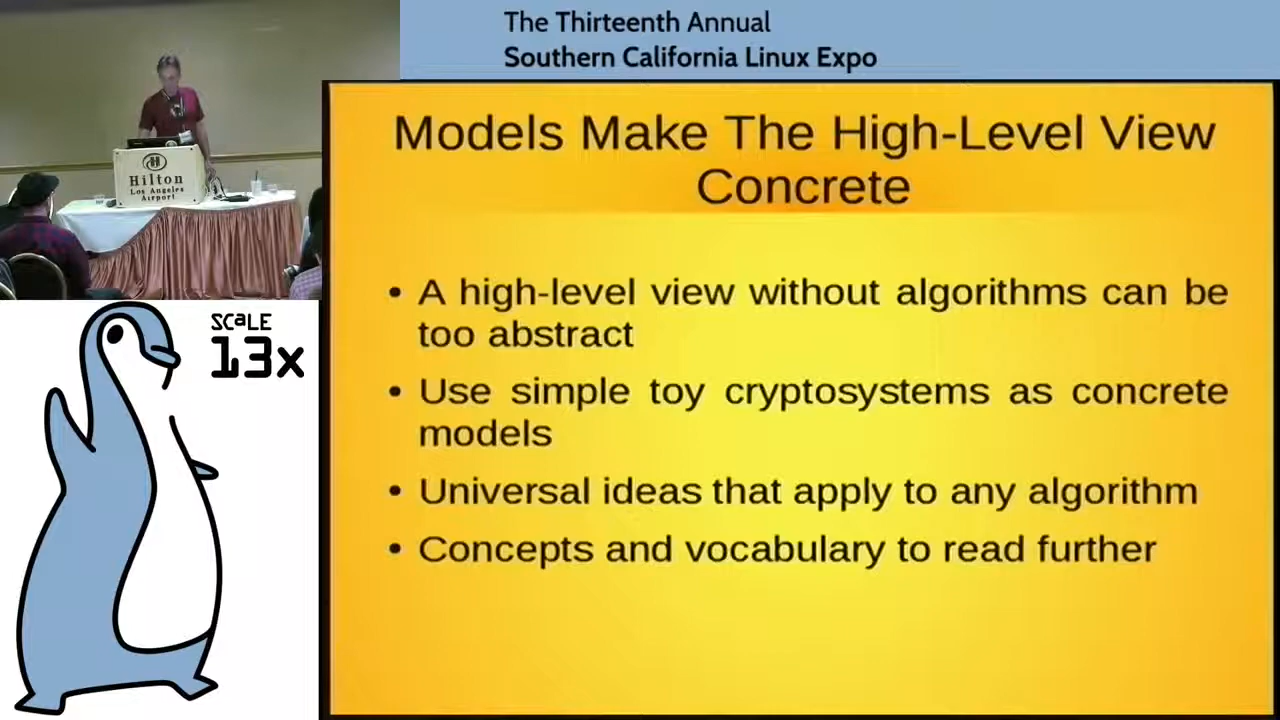 The Thirteenth Annual
Southern California Linux Expo
Hilton
Los Angeles
Airport
SCaLE
13x
Models Make The High-Level View
Concrete
• A high-level view without algorithms can be
too abstract
• Use simple toy cryptosystems as concrete
models
• Universal ideas that apply to any algorithm
• Concepts and vocabulary to read further